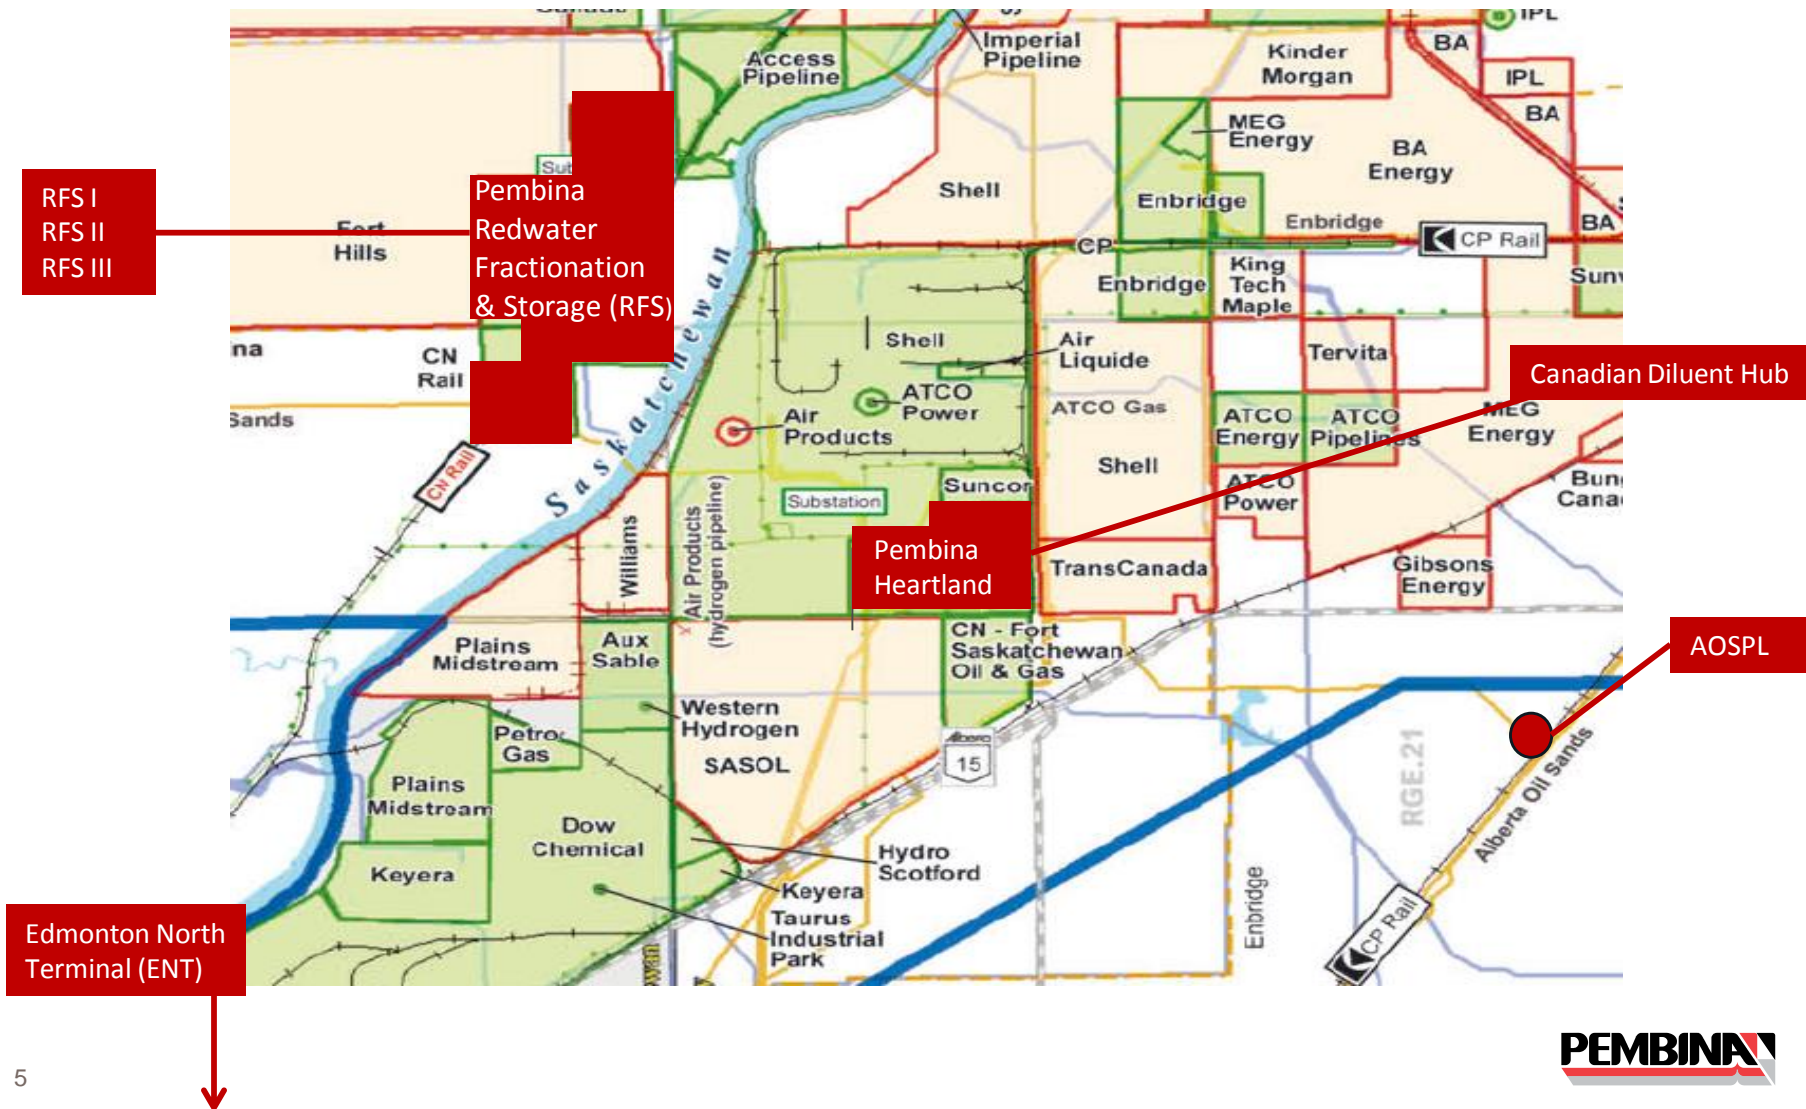 IPL
Imperial
Pipeline
Access
Pipeline
Kinder
Morgan
BA
IPL
BA
MEG
Energy
BA
Energy
Sub
Shell
Enbridge
Enbridge
BA
RFS I
RFS II
RFS III
Pembina
Redwater
Fractionation
& Storage (RFS)
Fort
Hills
CP
CP Rail
Enbridge
King
Tech
Maple
Saskatchewan
na
CN
Rail
Shell
Air
Liquide
Tervita
Canadian Diluent Hub
Sands
ATCO
Power
Air
Products
ATCO Gas
ATCO
Energy
ATCO
Pipelines
MEG
Energy
CN Rail
Shell
Suncor
Substation
ATCO
Power
Williams
Air Products
(hydrogen pipeline)
Pembina
Heartland
TransCanada
Gibsons
Energy
Plains
Midstream
Aux
Sable
CN - Fort
Saskatchewan
Oil & Gas
AOSPL
Western
Hydrogen
Petro
Gas
SASOL
Alberta
15
RGE.21
Alberta Oil Sands
Plains
Midstream
Dow
Chemical
Keyera
Hydro
Scotford
Keyera
Taurus
Industrial
Park
Enbridge
CP Rail
wan
Edmonton North
Terminal (ENT)
5
PEMBINA